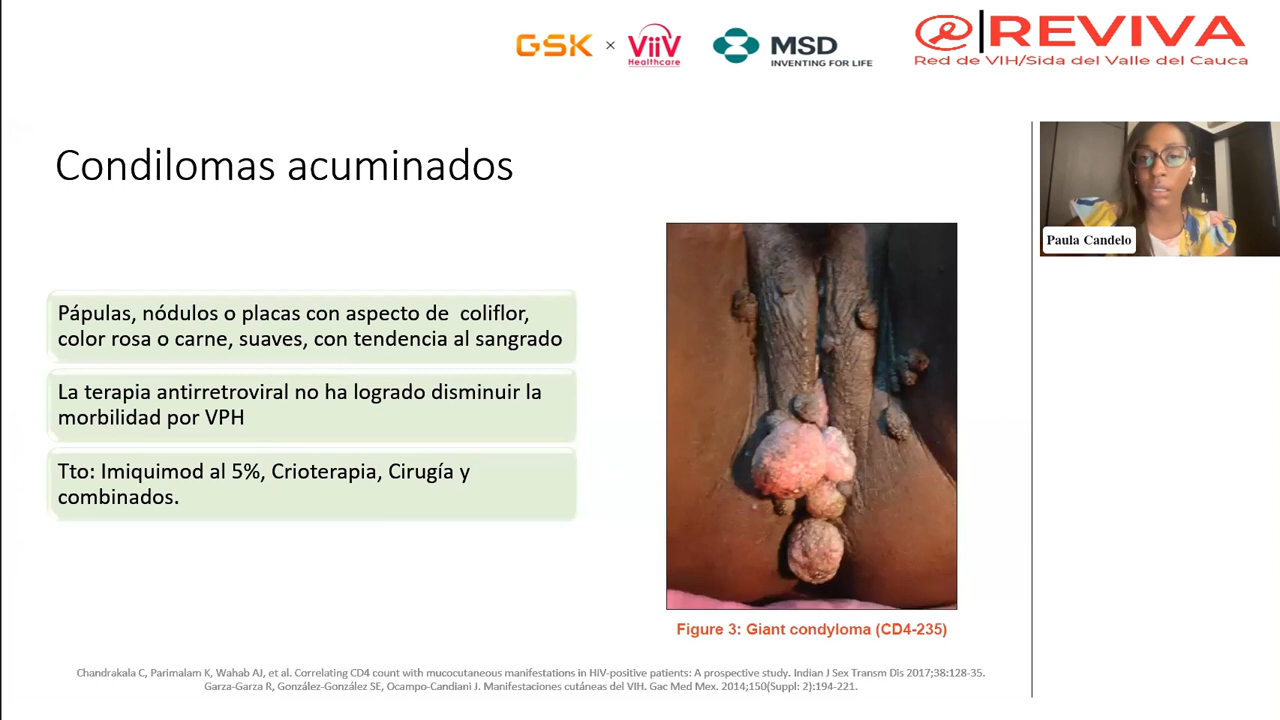 GSK × ViiV Healthcare MSD INVENTING FOR LIFE
REVIVA
Red de VIH/Sida del Valle del Cauca
Condilomas acuminados
Paula Candelo
Pápulas, nódulos o placas con aspecto de coliflor,
color rosa o carne, suaves, con tendencia al sangrado
La terapia antirretroviral no ha logrado disminuir la
morbilidad por VPH
Tto: Imiquimod al 5%, Crioterapia, Cirugía y
combinados.
Figure 3: Giant condyloma (CD4-235)
Chandrakala C, Parimalam K, Wahab AJ, et al. Correlating CD4 count with mucocutaneous manifestations in HIV-positive patients: A prospective study. Indian J Sex Transm Dis 2017;38:128-35.
Garza-Garza R, González-González SE, Ocampo-Candiani J. Manifestaciones cutáneas del VIH. Gac Med Mex. 2014;150(Suppl: 2):194-221.